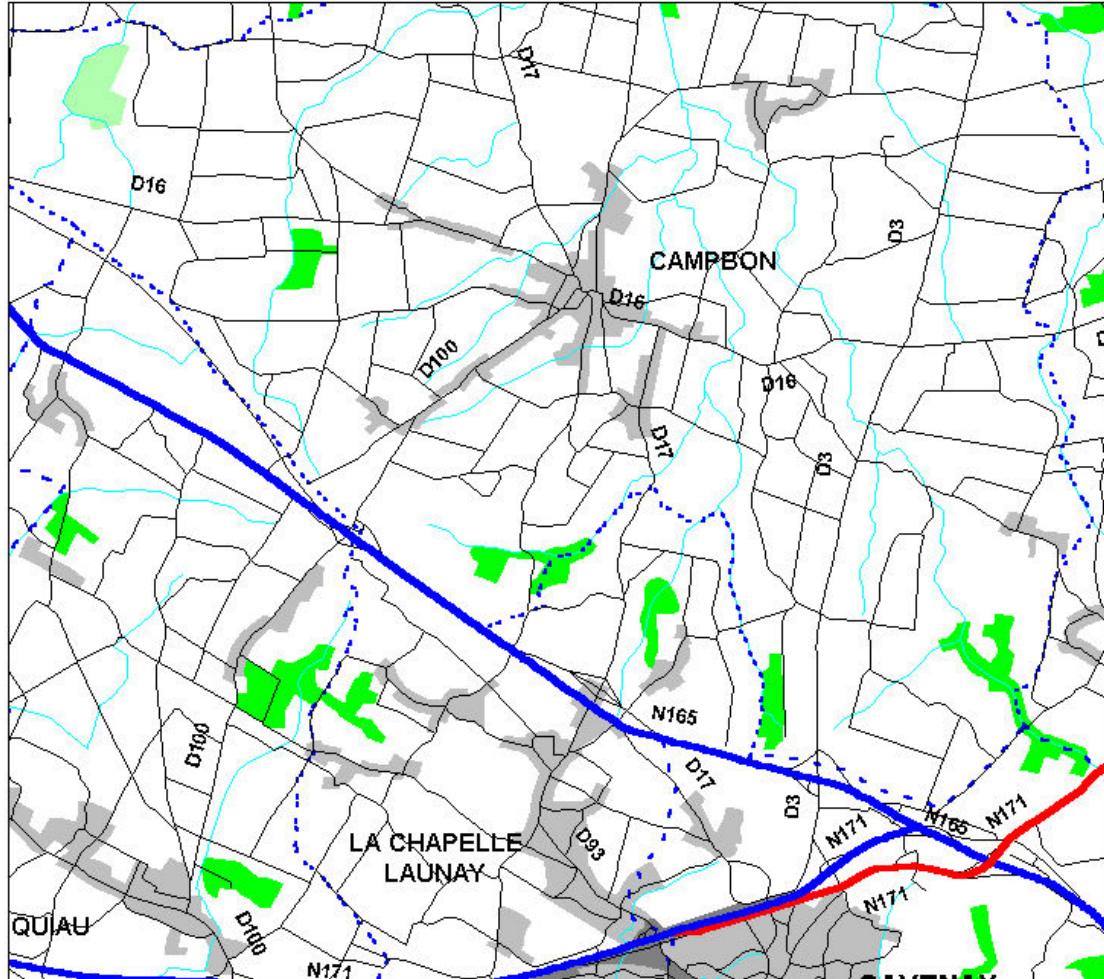 D17
D16
D3
CAMPBON
D16
D100
D16
D17
D3
N165
D100
D17
D3
N171
N165
N171
D93
LA CHAPELLE
LAUNAY
N171
QUIAU
D100
N171